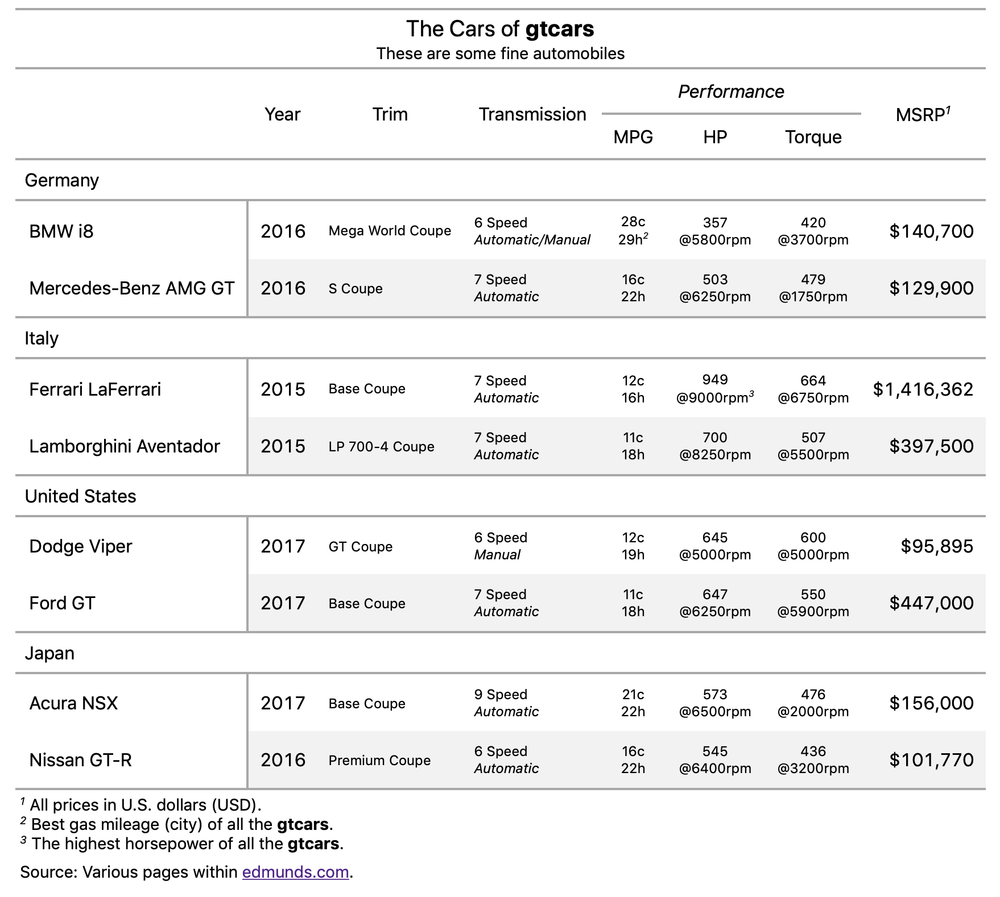 The Cars of gtcars
These are some fine automobiles
Performance
Year Trim Transmission MSRP1
MPG HP Torque
Germany
BMW i8 2016 Mega World Coupe 6 Speed 28c 357 420 $140,700
Automatic/Manual 29h2 @5800rpm @3700rpm
Mercedes-Benz AMG GT 2016 S Coupe 7 Speed 16c 503 479 $129,900
Automatic 22h @6250rpm @1750rpm
Italy
Ferrari LaFerrari 2015 Base Coupe 7 Speed 12c 949 664 $1,416,362
Automatic 16h @9000rpm3 @6750rpm
Lamborghini Aventador 2015 LP 700-4 Coupe 7 Speed 11c 700 507 $397,500
Automatic 18h @8250rpm @5500rpm
United States
Dodge Viper 2017 GT Coupe 6 Speed 12c 645 600 $95,895
Manual 19h @5000rpm @5000rpm
Ford GT 2017 Base Coupe 7 Speed 11c 647 550 $447,000
Automatic 18h @6250rpm @5900rpm
Japan
Acura NSX 2017 Base Coupe 9 Speed 21c 573 476 $156,000
Automatic 22h @6500rpm @2000rpm
Nissan GT-R 2016 Premium Coupe 6 Speed 16c 545 436 $101,770
Automatic 22h @6400rpm @3200rpm
1 All prices in U.S. dollars (USD).
2 Best gas mileage (city) of all the gtcars.
3 The highest horsepower of all the gtcars.
Source: Various pages within edmunds.com.